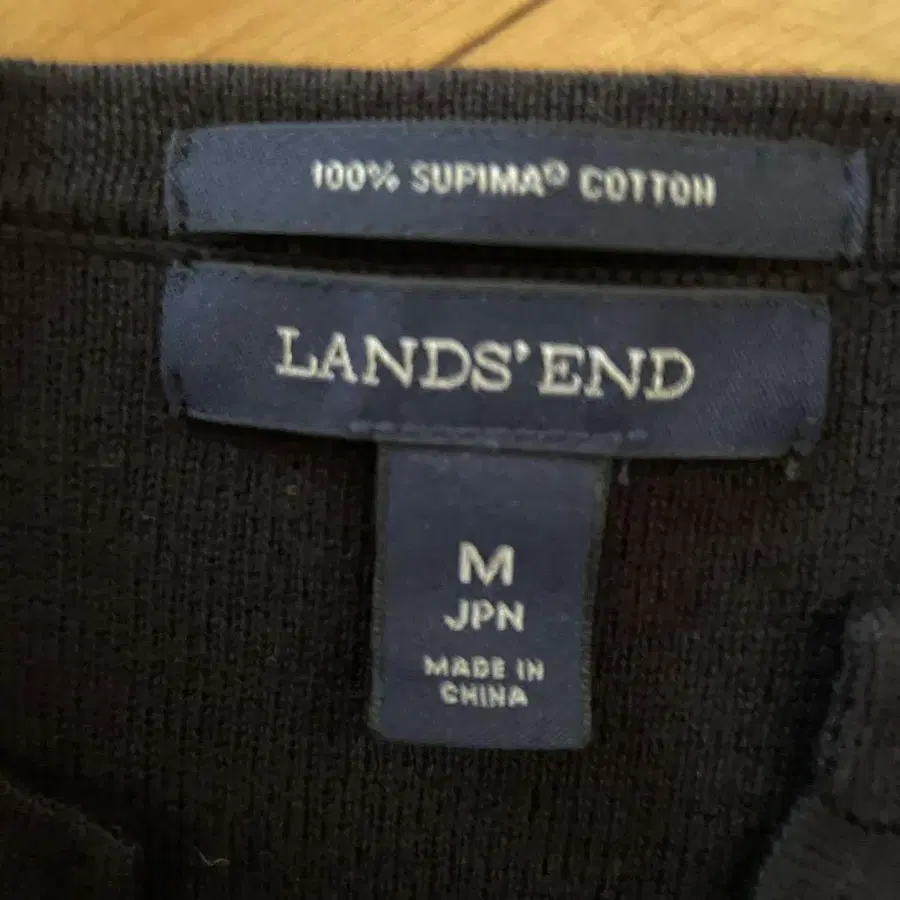 100% SUPIMA® COTTON
LANDS' END
M
JPN
MADE IN
CHINA